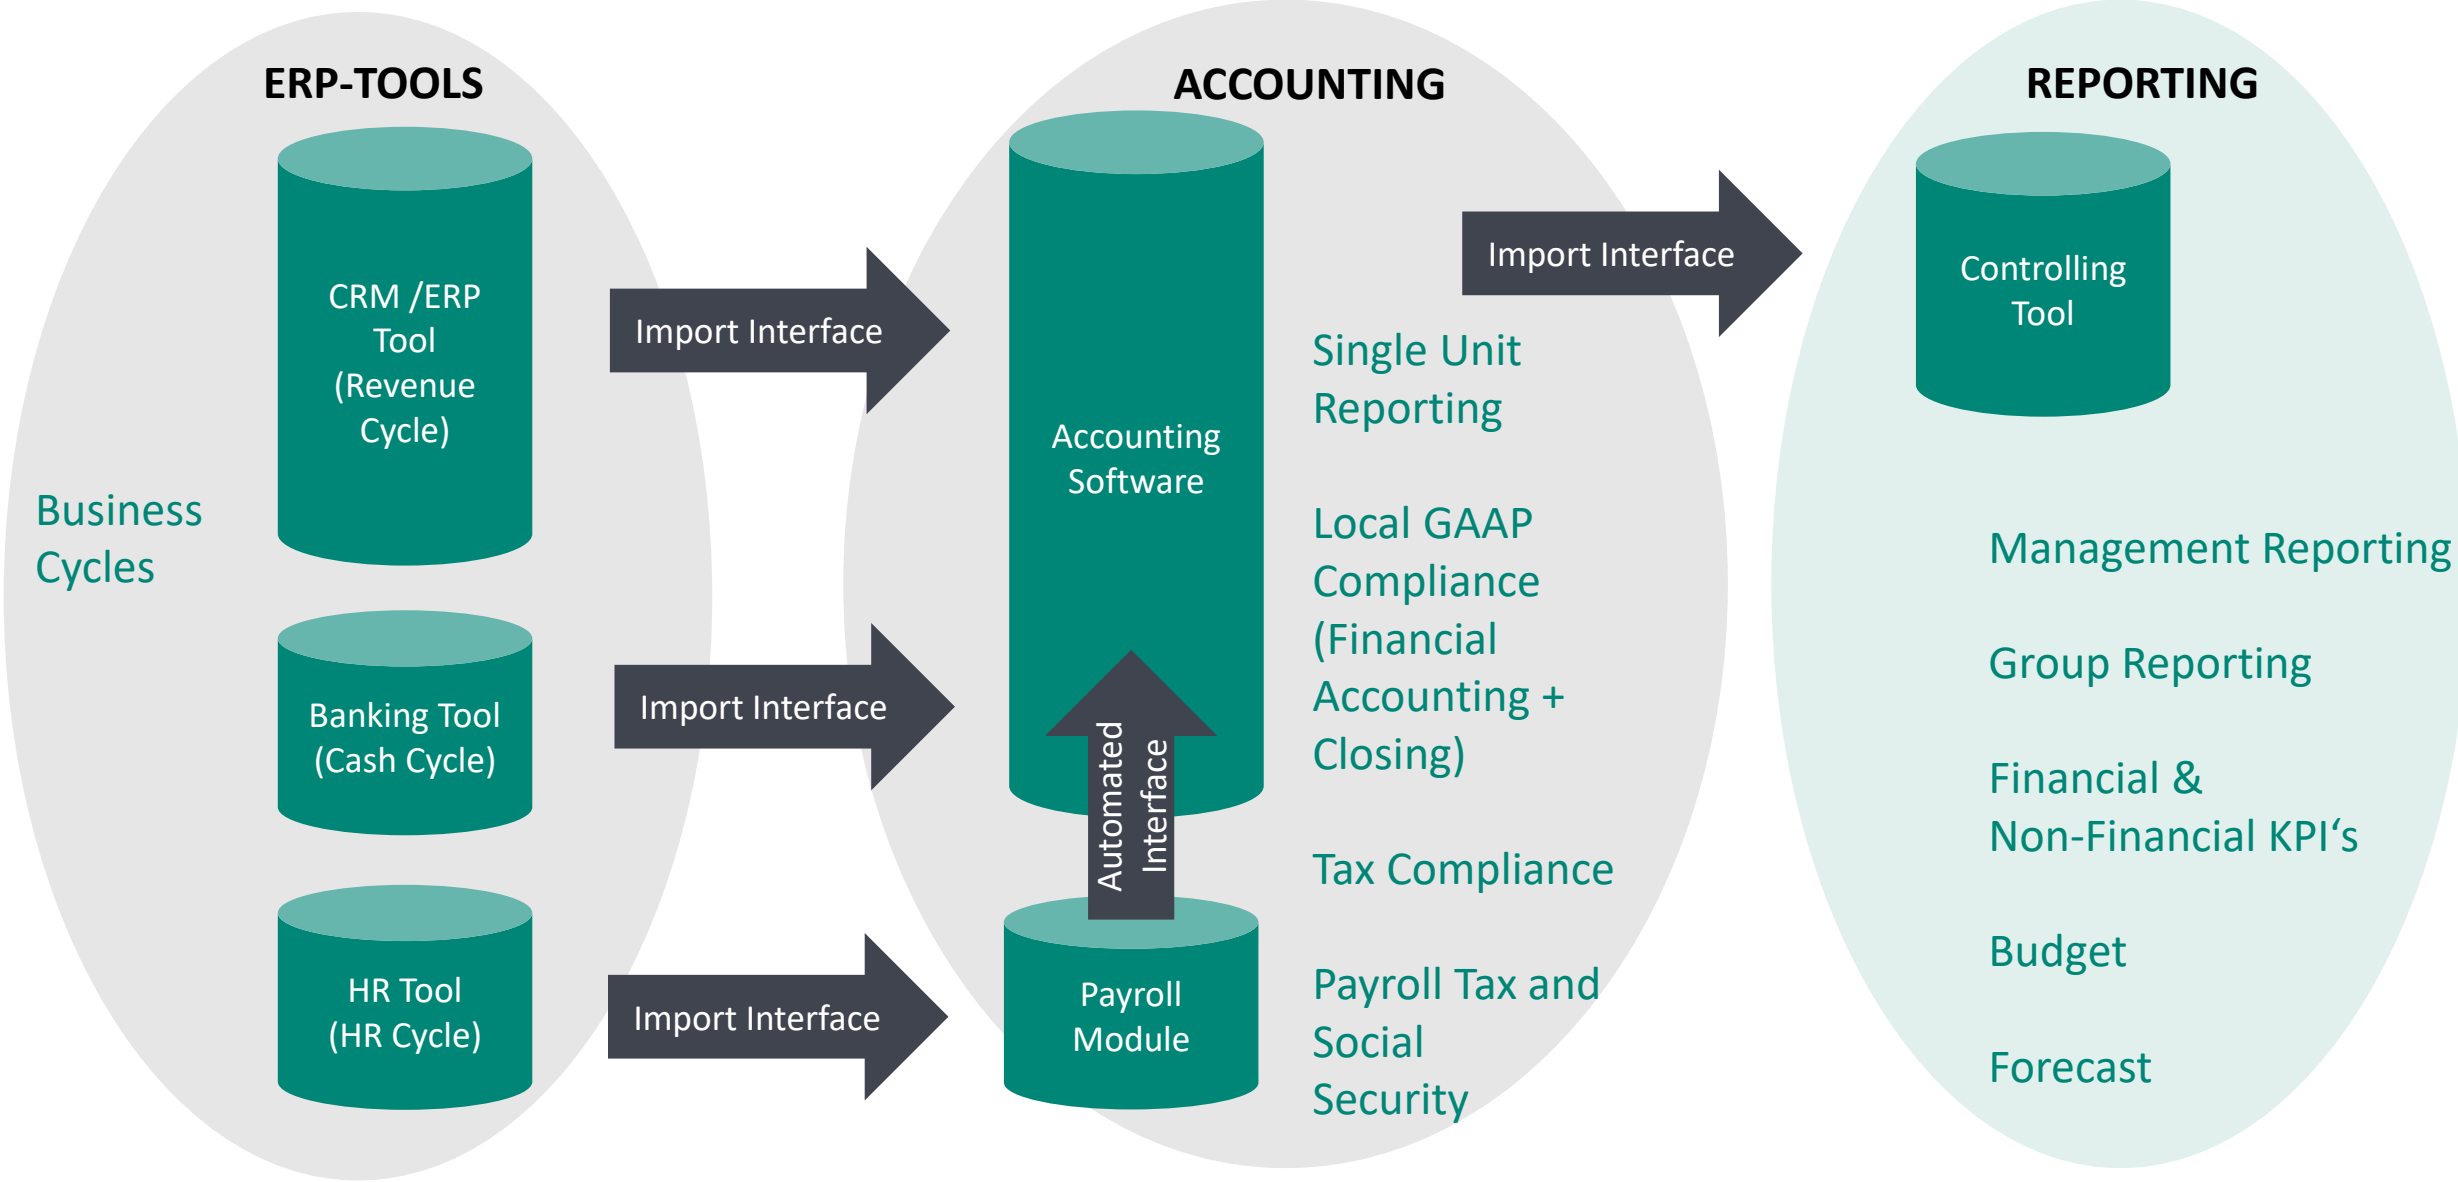 ERP-TOOLS
CRM /ERP
Tool
(Revenue
Cycle)
Business
Cycles
Banking Tool
(Cash Cycle)
HR Tool
(HR Cycle)
Import Interface
Import Interface
Import Interface
ACCOUNTING
Accounting
Software
Automated
Interface
Payroll
Module
Single Unit
Reporting
Local GAAP
Compliance
(Financial
Accounting +
Closing)
Tax Compliance
Payroll Tax and
Social
Security
Import Interface
REPORTING
Controlling
Tool
Management Reporting
Group Reporting
Financial &
Non-Financial KPI‘s
Budget
Forecast